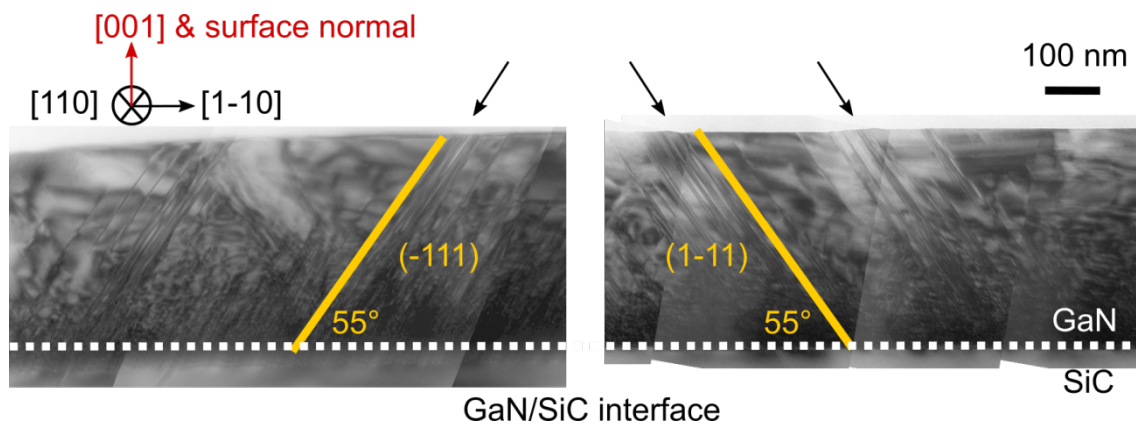 [001] & surface normal
100 nm
[110]
[1-10]
(-111)
(1-11)
55°
55°
GaN
SiC
GaN/SiC interface